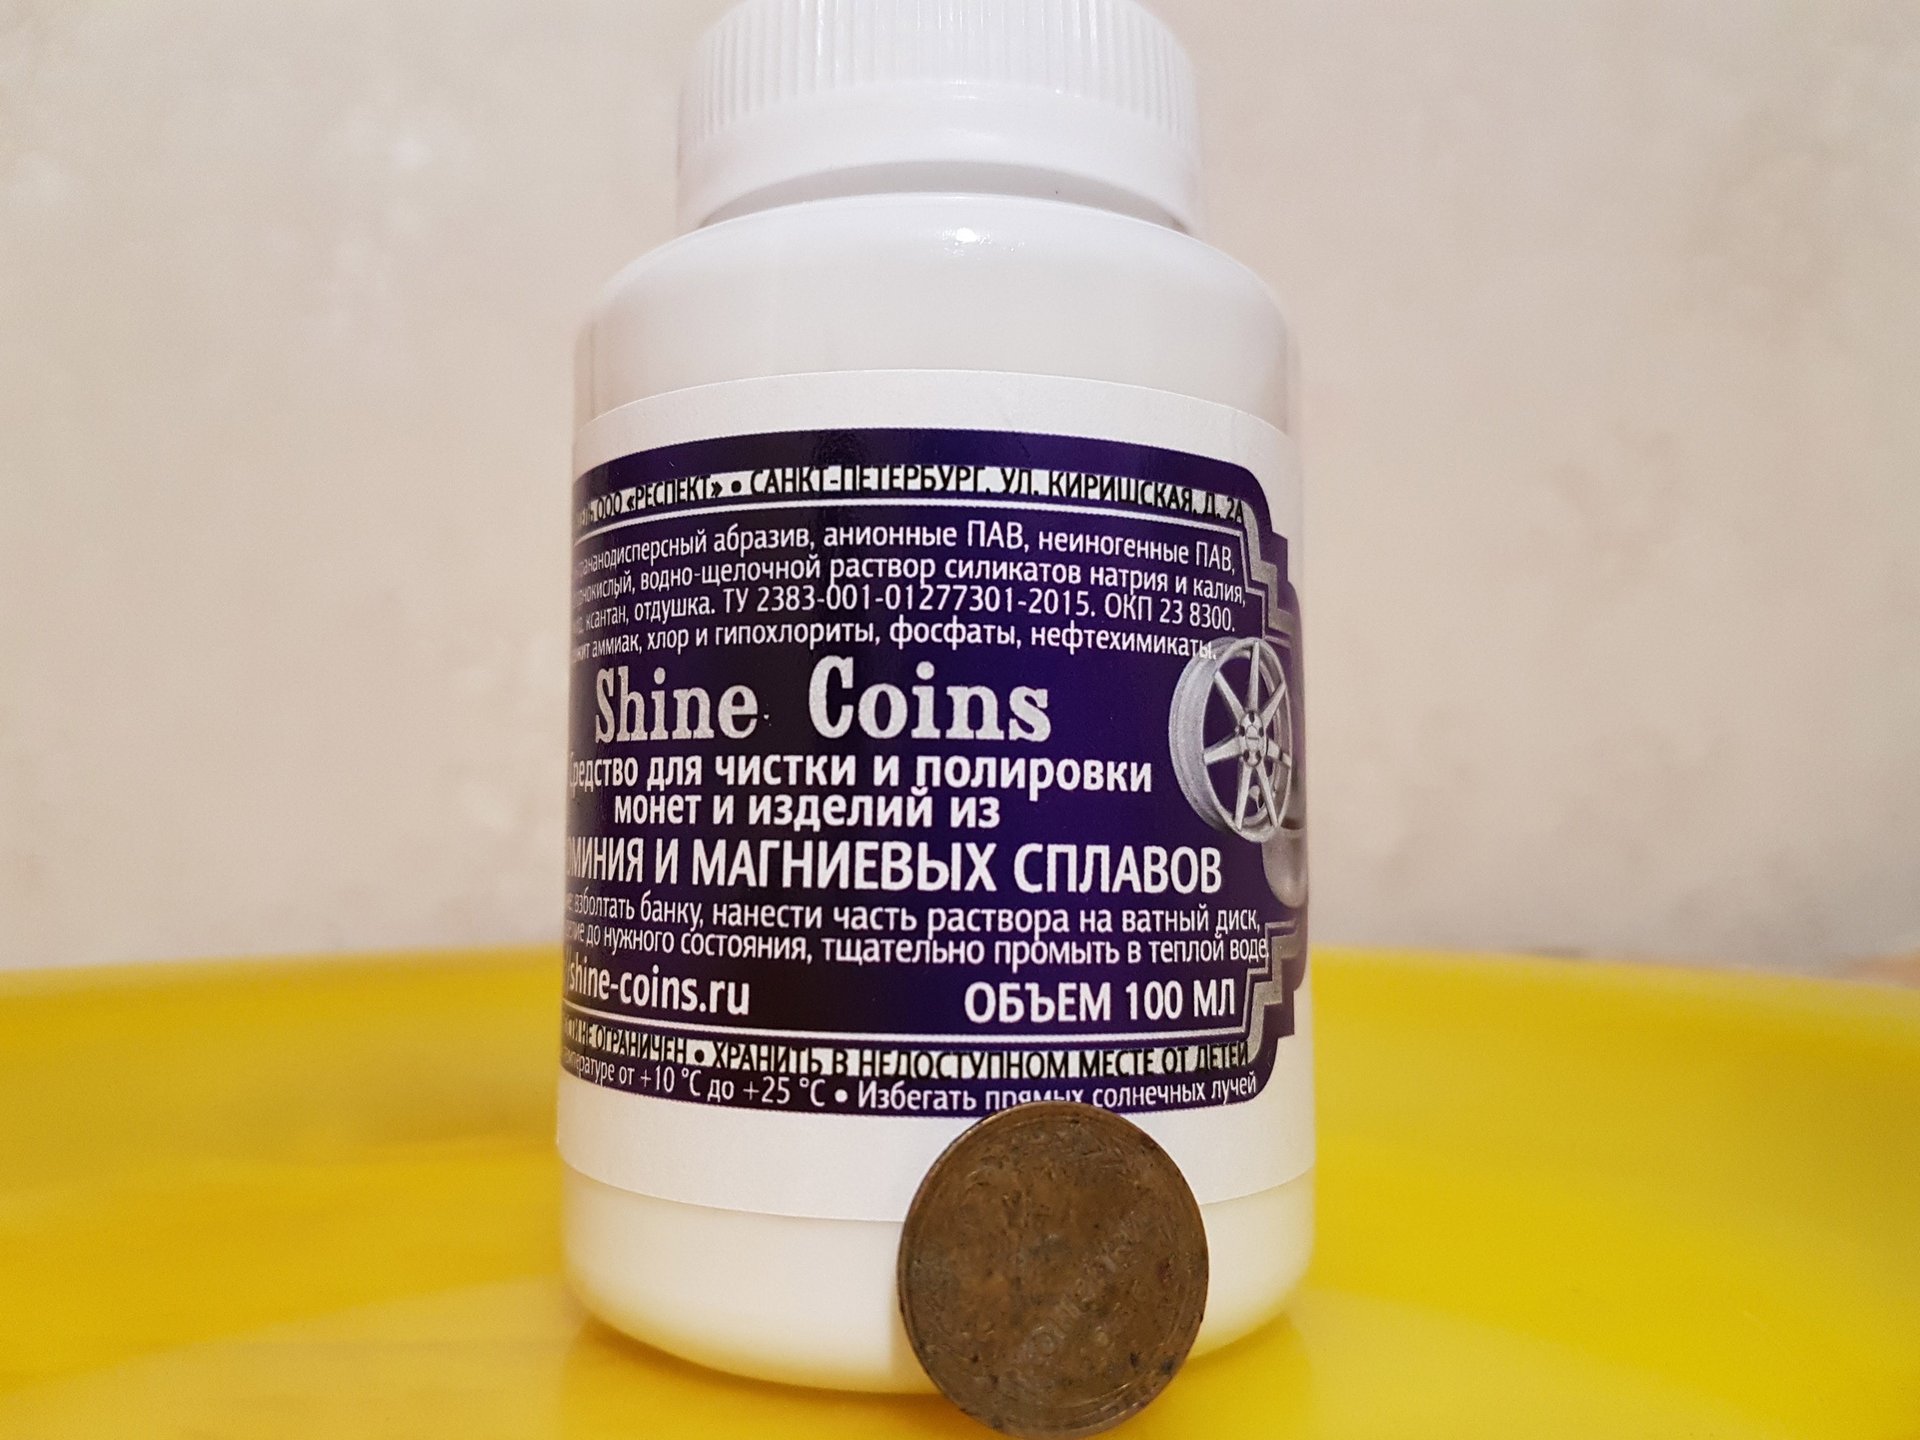 ООО «РЕСПЕКТ» • САНКТ-ПЕТЕРБУРГ, УЛ. КИРИШСКАЯ, Д. 2А
абразив, анионные ПАВ, неиногенные ПАВ,
водно-щелочной раствор силикатов натрия и калия,
ксантан, отдушка. ТУ 2383-001-01277301-2015. ОКП 23 8300.
аммиак, хлор и гипохлориты, фосфаты, нефтехимикаты.
Shine Coins
Средство для чистки и полировки
монет и изделий из
И МАГНИЕВЫХ СПЛАВОВ
взболтать банку, нанести часть раствора на ватный диск,
до нужного состояния, тщательно промыть в теплой воде
shine-coins.ru
ОБЪЕМ 100 МЛ
НЕ ОГРАНИЧЕН • ХРАНИТЬ В НЕДОСТУПНОМ МЕСТЕ ОТ ДЕТЕЙ
от +10 °С до +25 °С • Избегать прямых солнечных лучей